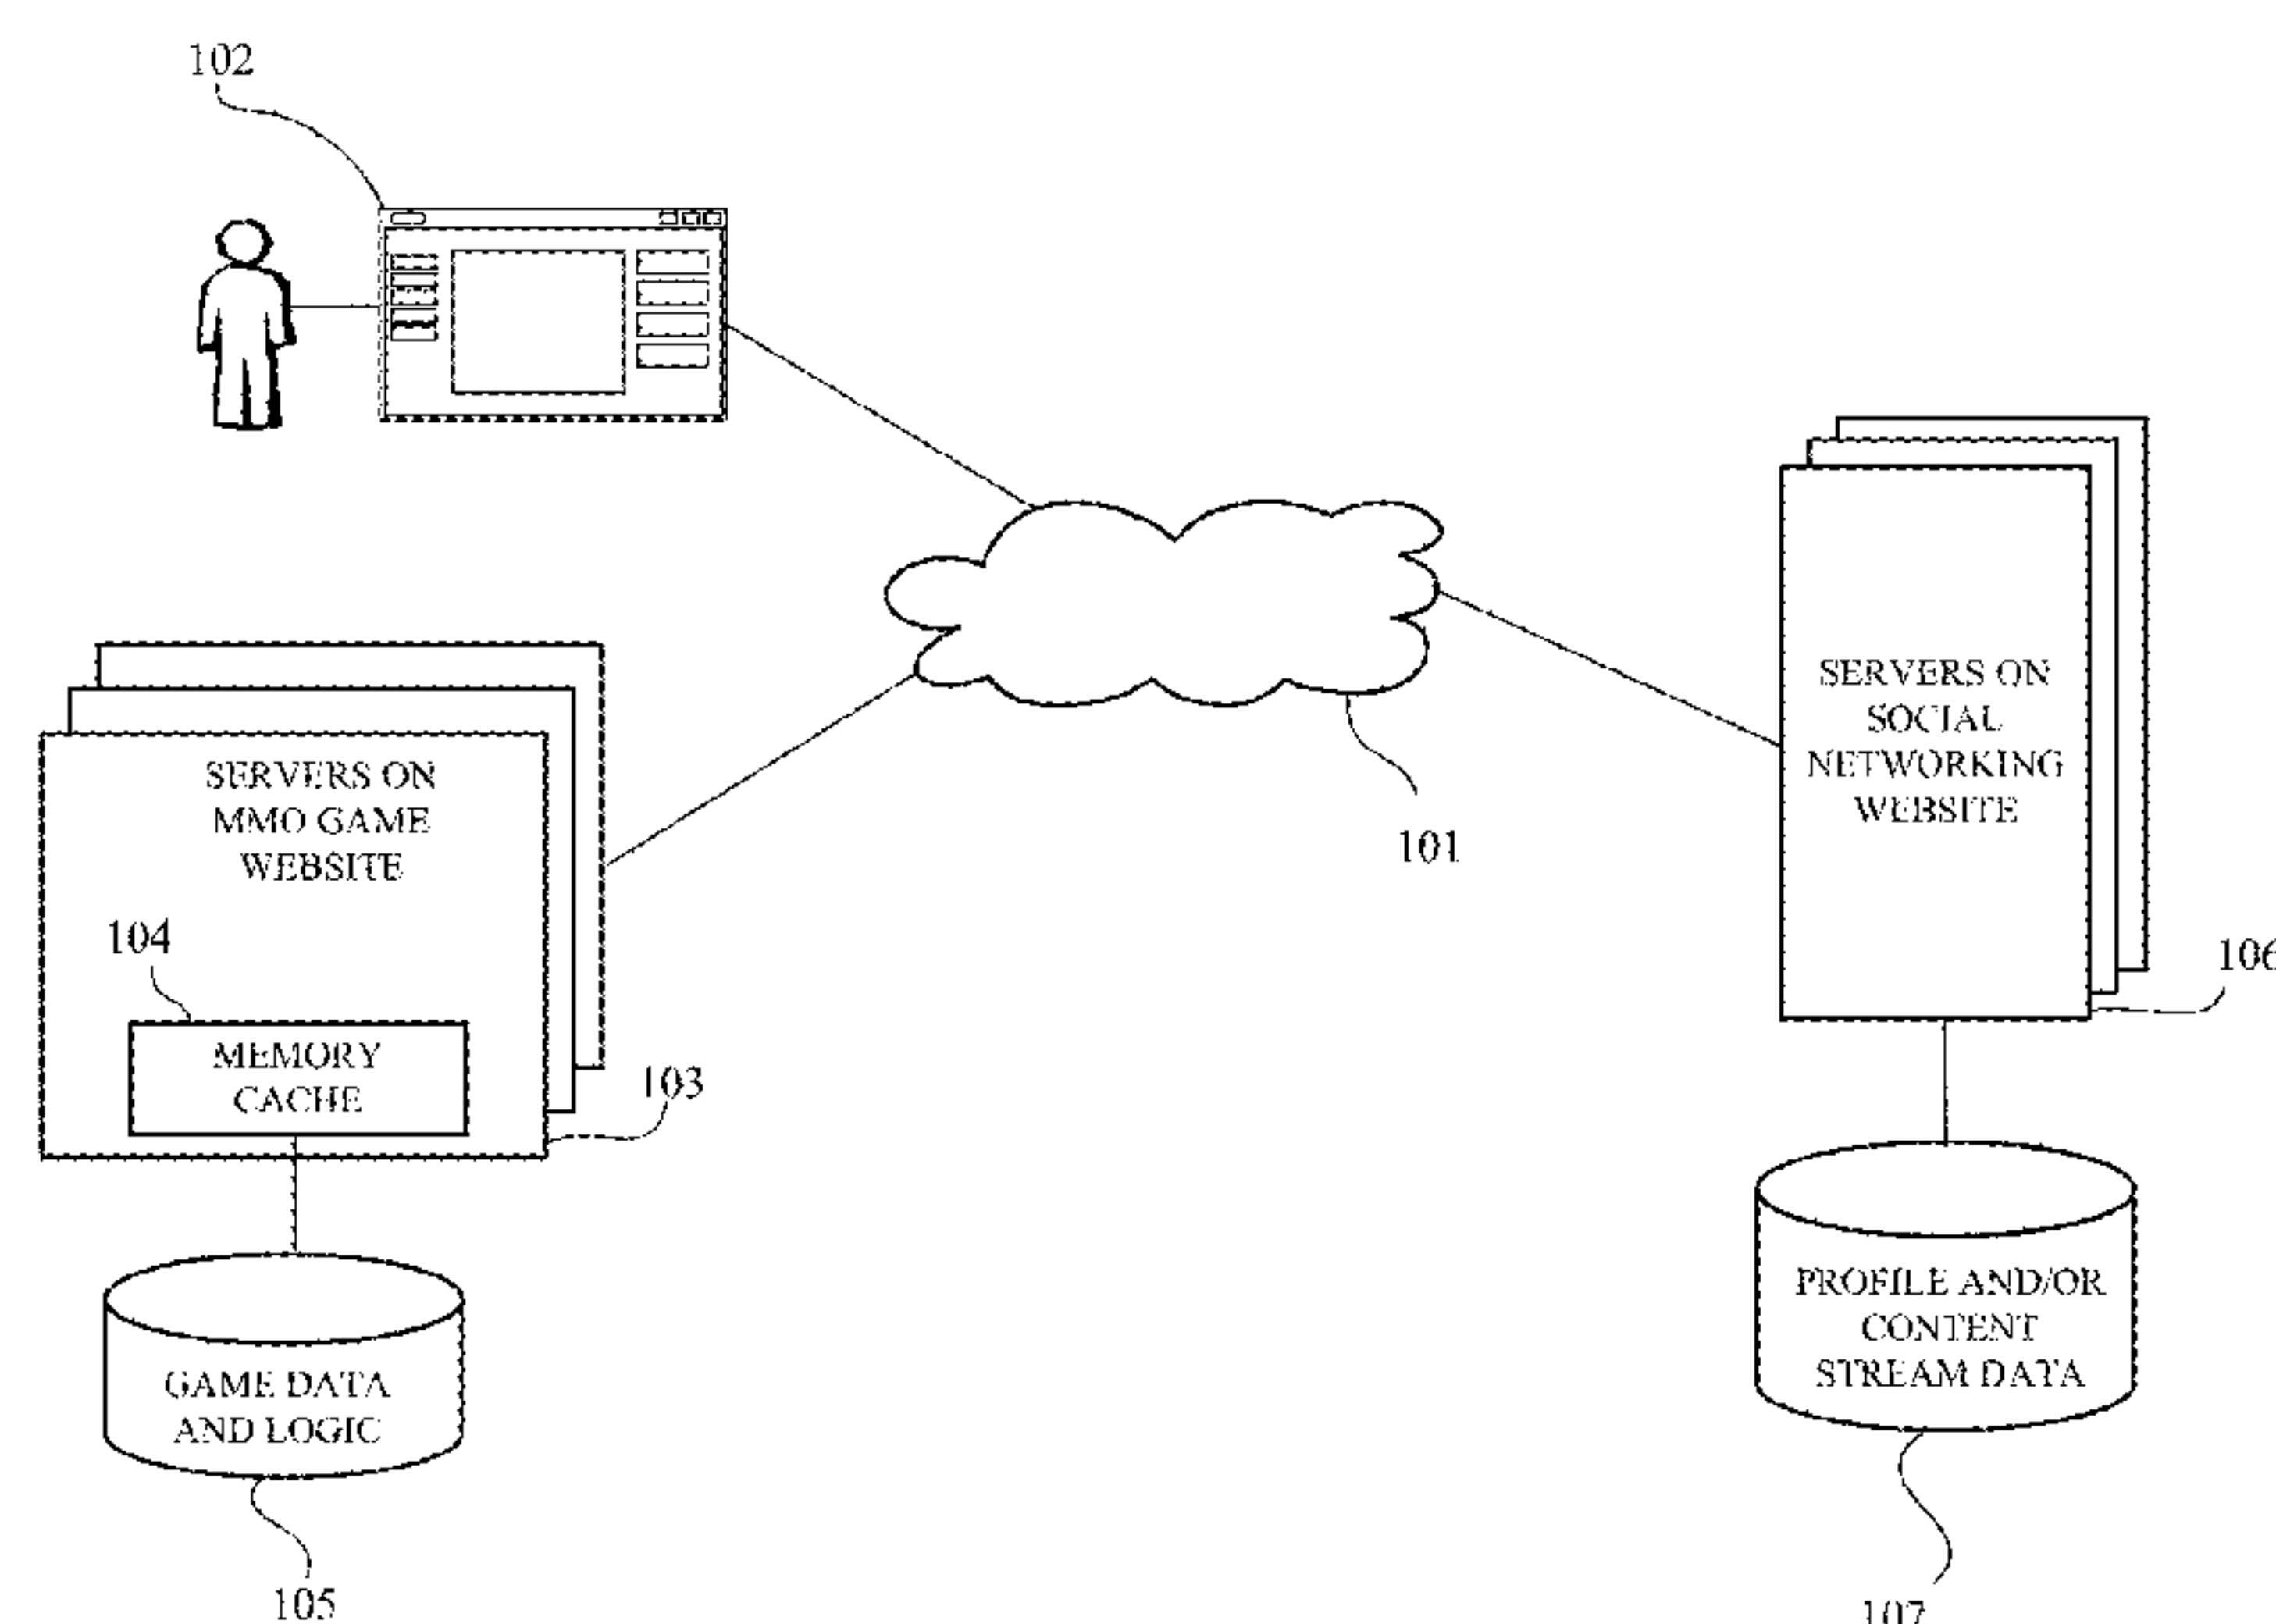 102
SERVERS ON
SOCIAL
NETWORKING
WEBSITE
SERVERS ON
MMO GAME
WEBSITE
101
104
106
MEMORY
CACHE
103
PROFILE AND/OR
CONTENT
STREAM DATA
GAME DATA
AND LOGIC
105
107